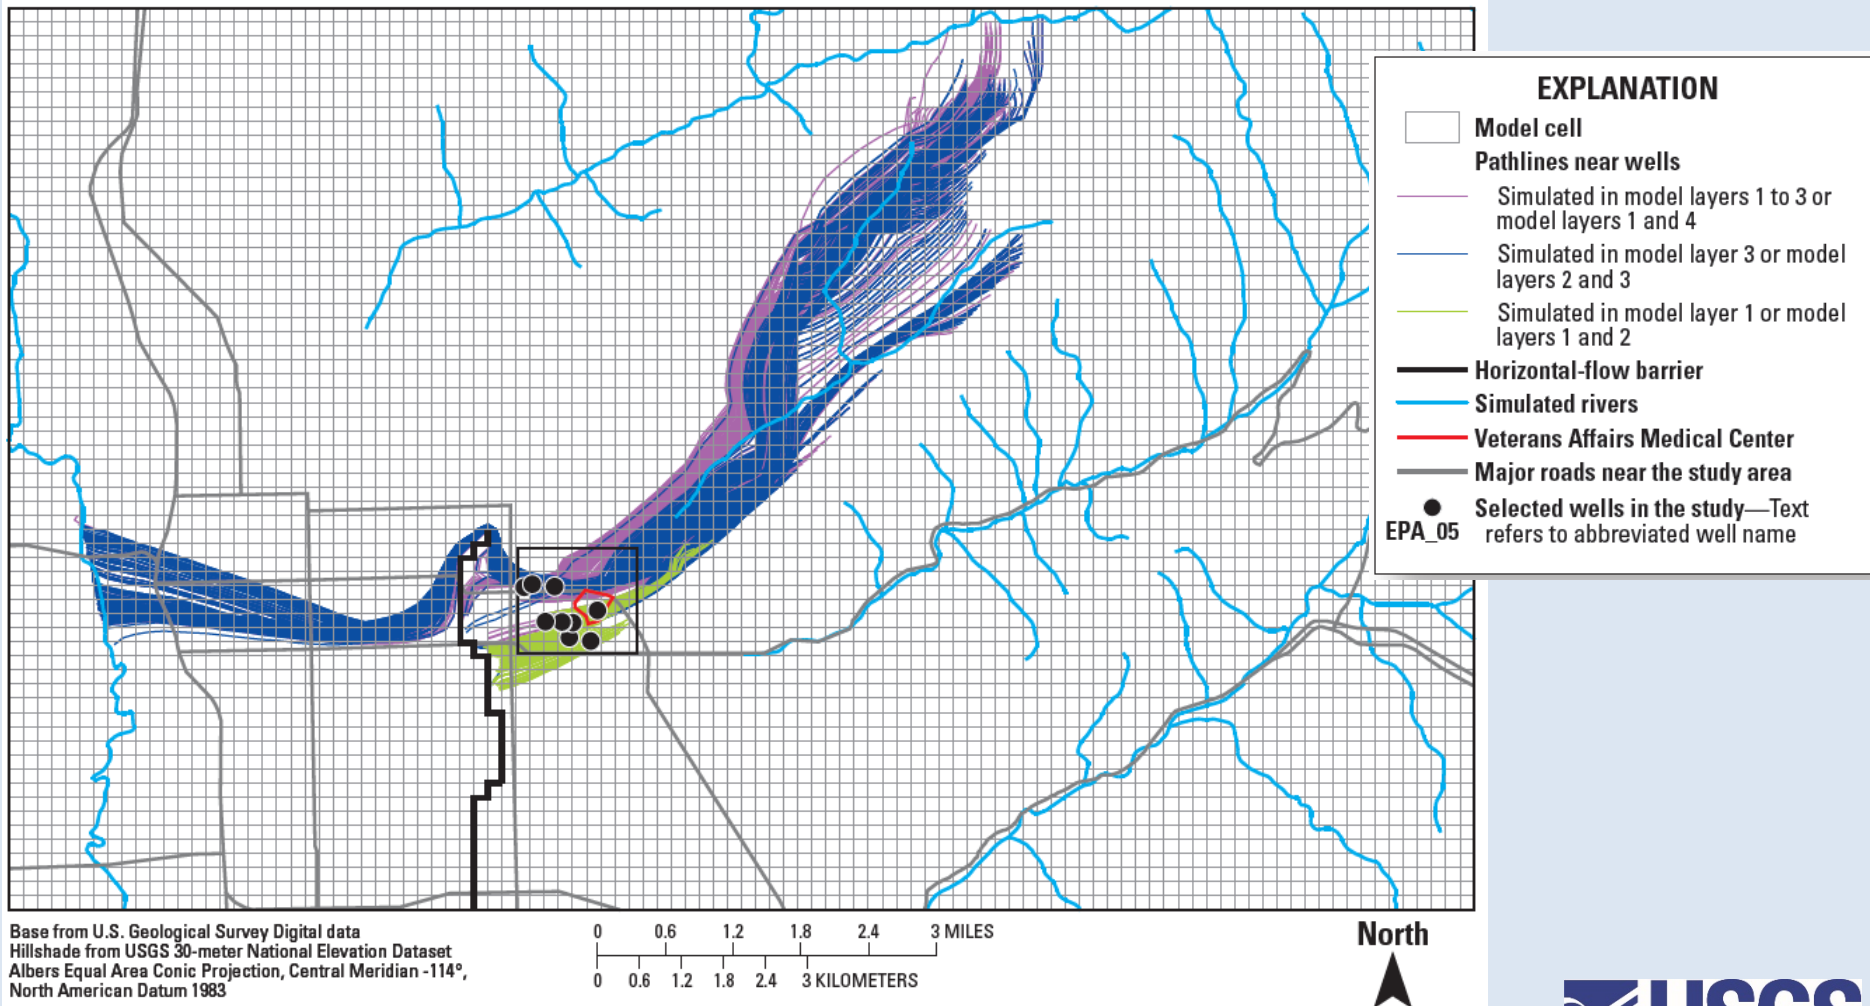 EXPLANATION
Model cell
Pathlines near wells
Simulated in model layers 1 to 3 or
model layers 1 and 4
Simulated in model layer 3 or model
layers 2 and 3
Simulated in model layer 1 or model
layers 1 and 2
Horizontal-flow barrier
Simulated rivers
Veterans Affairs Medical Center
Major roads near the study area
Selected wells in the study—Text
EPA_05 refers to abbreviated well name
Base from U.S. Geological Survey Digital data
Hillshade from USGS 30-meter National Elevation Dataset
Albers Equal Area Conic Projection, Central Meridian -114°,
North American Datum 1983
0 0.6 1.2 1.8 2.4 3 MILES
0 0.6 1.2 1.8 2.4 3 KILOMETERS
North
USGS